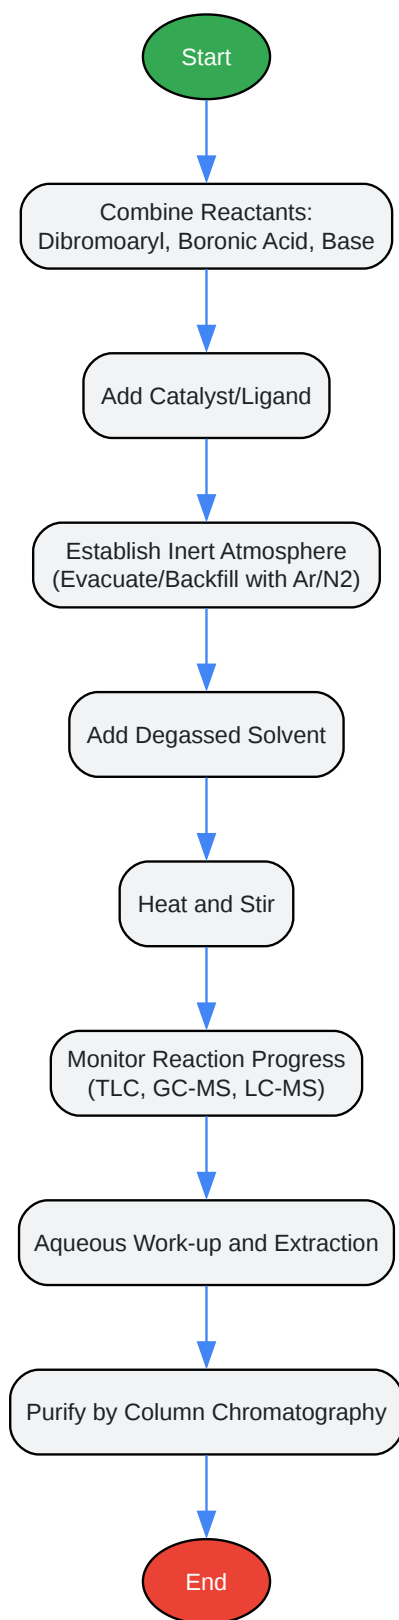 Start
Combine Reactants:
Dibromoaryl, Boronic Acid, Base
Add Catalyst/Ligand
Establish Inert Atmosphere
(Evacuate/Backfill with Ar/N2)
Add Degassed Solvent
Heat and Stir
Monitor Reaction Progress
(TLC, GC-MS, LC-MS)
Aqueous Work-up and Extraction
Purify by Column Chromatography
End